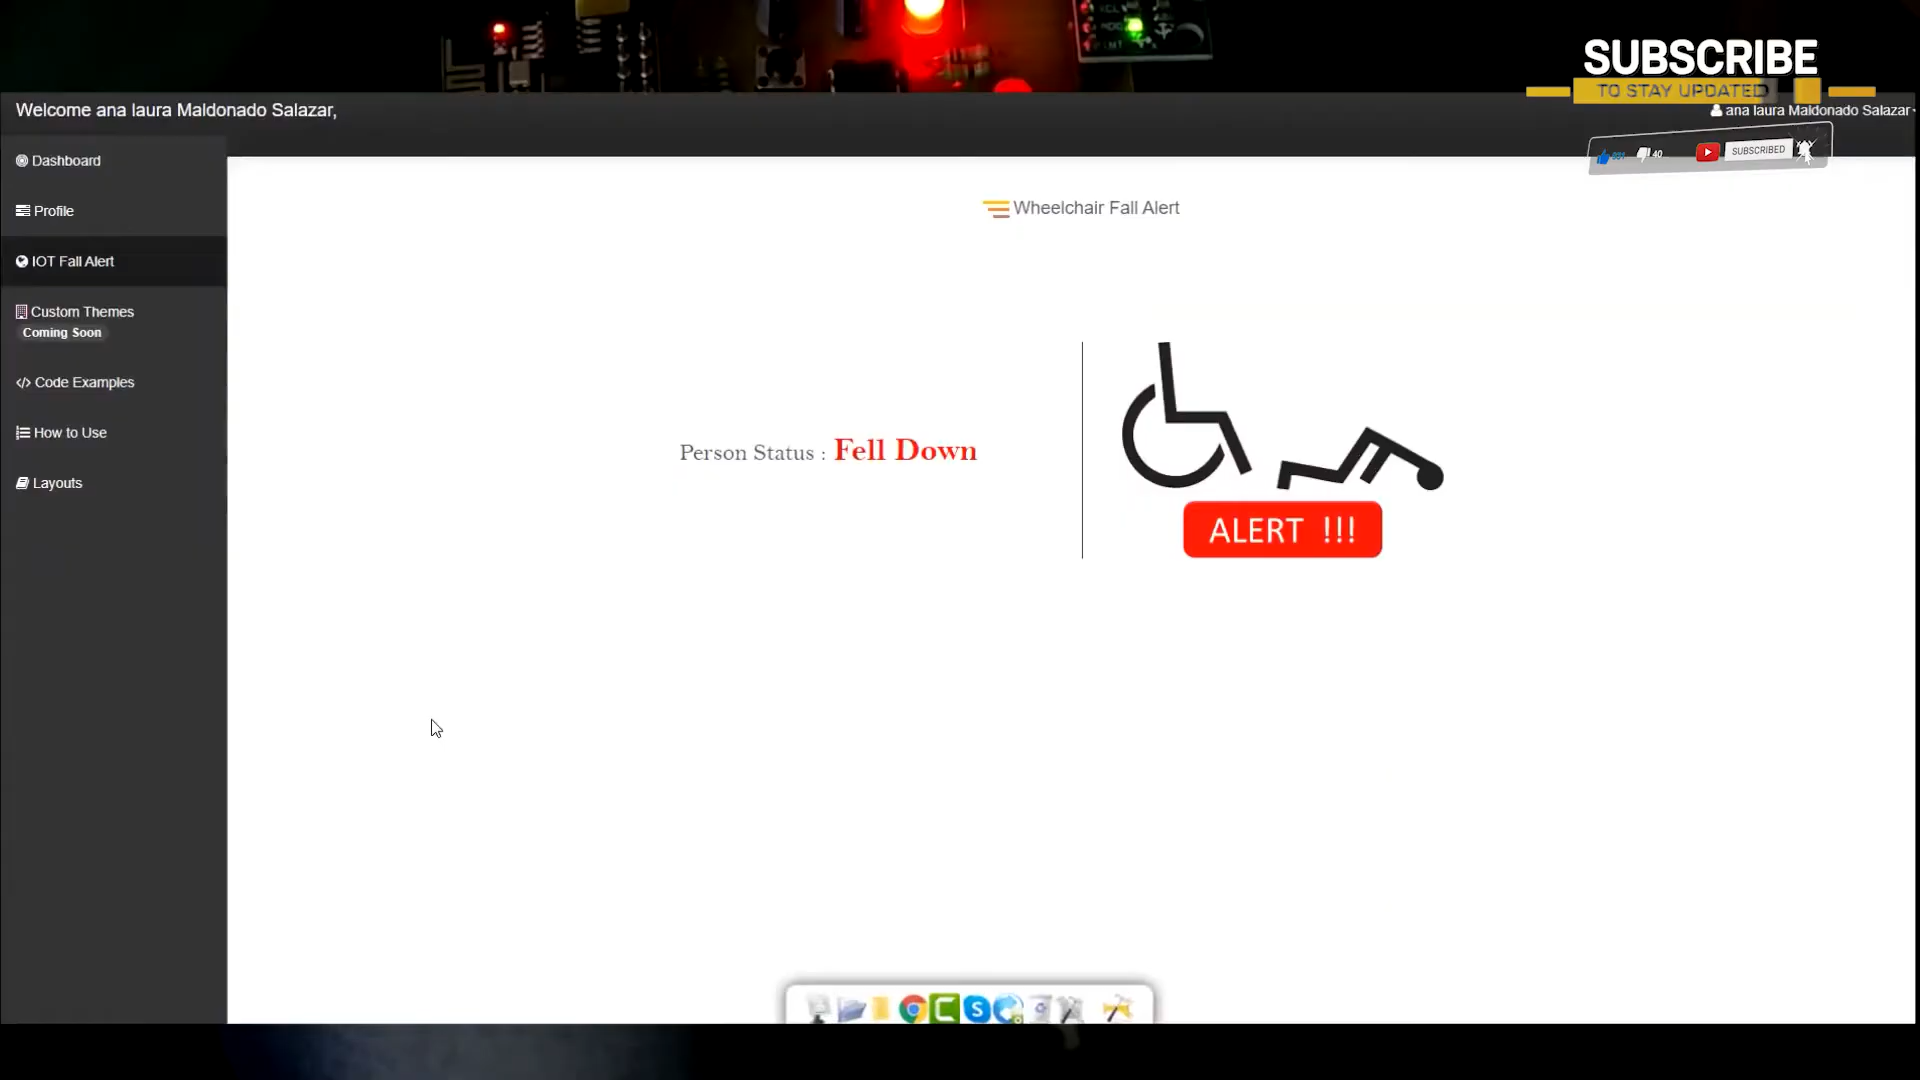 SUBSCRIBE
TO STAY UPDATED
Welcome ana laura Maldonado Salazar,
ana laura Maldonado Salazar
40
SUBSCRIBED
Dashboard
Profile
IOT Fall Alert
Custom Themes
Coming Soon
</> Code Examples
How to Use
Layouts
Wheelchair Fall Alert
Person Status : Fell Down
ALERT !!!